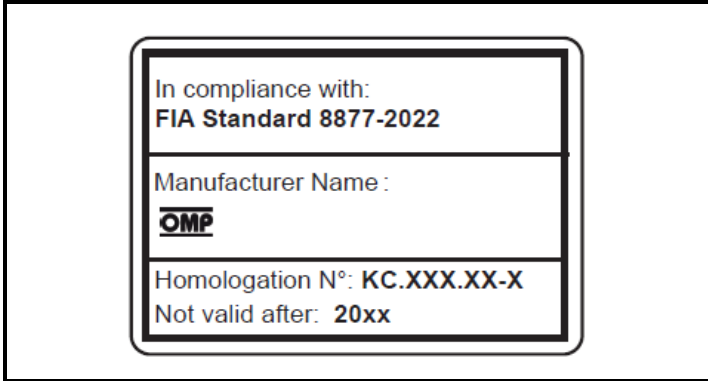 In compliance with:
FIA Standard 8877-2022
Manufacturer Name :
OMP
Homologation N°: KC.XXX.XX-X
Not valid after: 20xx